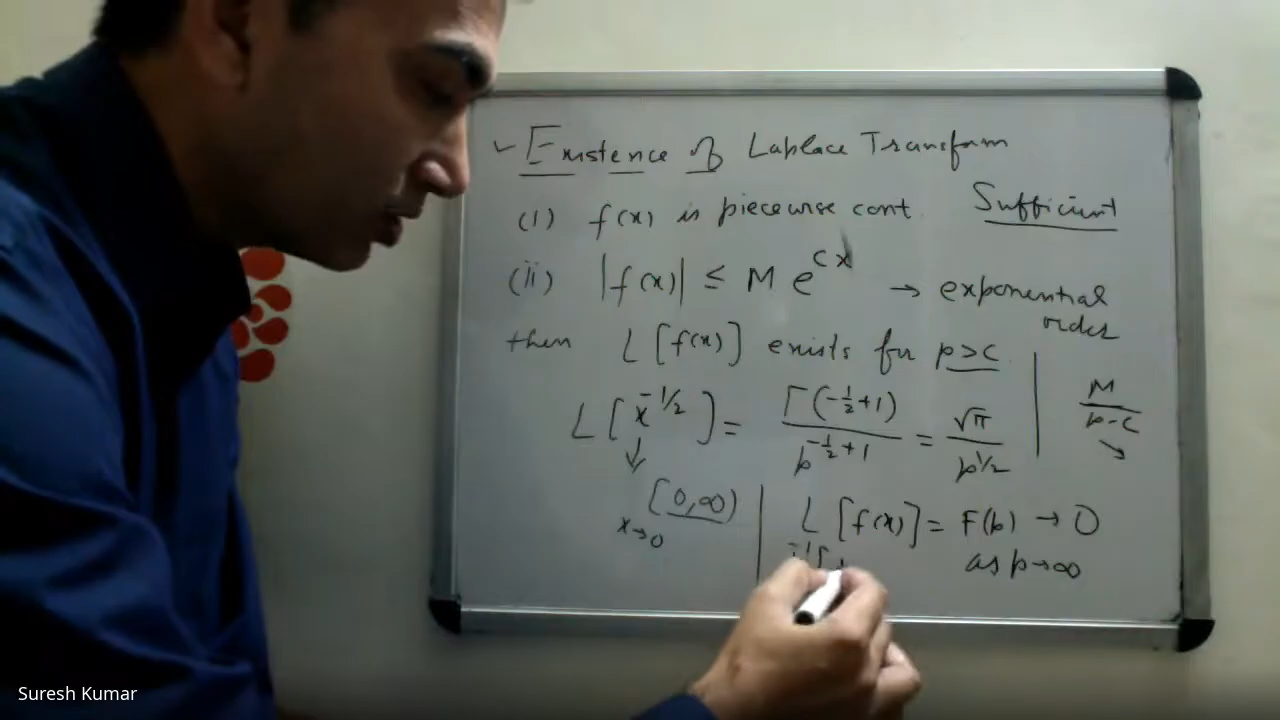 Existence of Laplace Transform
(i) f(x) is piecewise cont. Sufficient
(ii) |f(x)| ≤ M e^{cx} → exponential order
then L[f(x)] exists for p>c
L[x^{-1/2}] = Γ(-1/2+1) / p^{-1/2+1} = √π / p^{1/2} | M / p-c
[0,∞)
x→0
L[f(x)] = F(p) → 0
as p→∞
Suresh Kumar